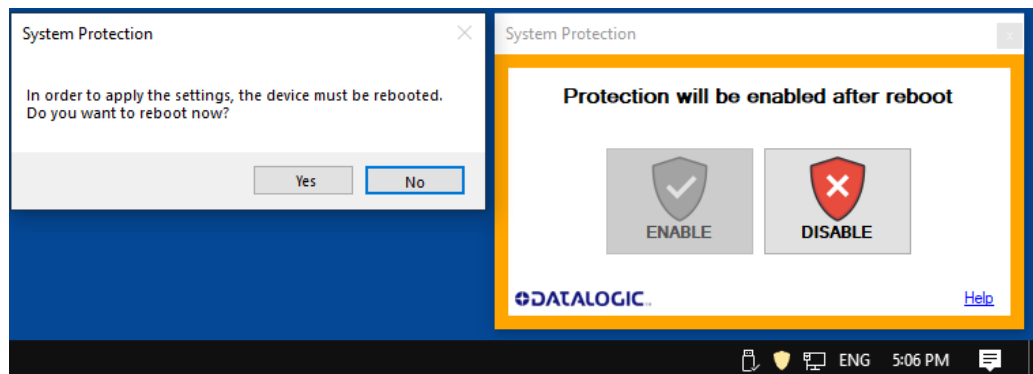 System Protection
In order to apply the settings, the device must be rebooted.
Do you want to reboot now?
Yes
No
System Protection
Protection will be enabled after reboot
ENABLE
DISABLE
DATALOGIC
Help
ENG
5:06 PM